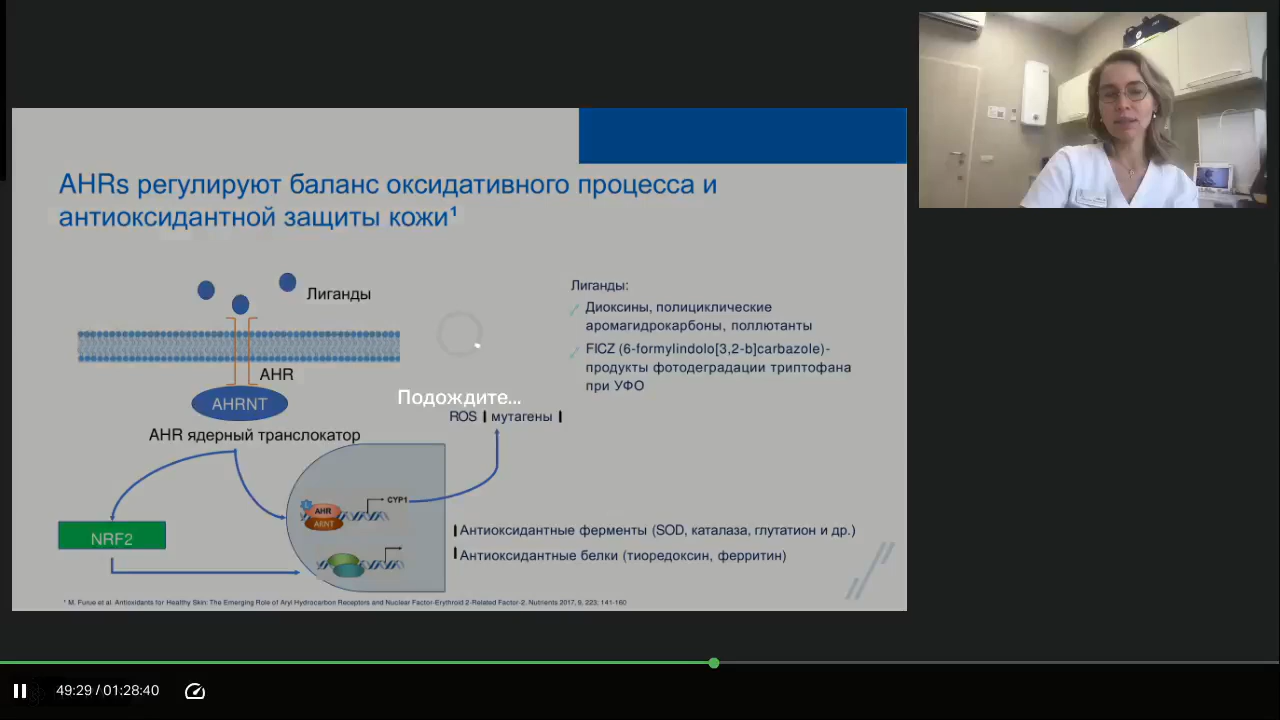 AHRs регулируют баланс оксидативного процесса и
антиоксидантной защиты кожи¹
Лиганды
AHR
AHRNT
AHR ядерный транслокатор
NRF2
AHR
ARNT
CYP1
Лиганды:
Диоксины, полициклические
аромагидрокарбоны, поллютанты
FICZ (6-formylindolo[3,2-b]carbazole)-
продукты фотодеградации триптофана
при УФО
Подождите...
ROS мутагены
Антиоксидантные ферменты (SOD, каталаза, глутатион и др.)
Антиоксидантные белки (тиоредоксин, ферритин)
¹ M. Furue et al. Antioxidants for Healthy Skin: The Emerging Role of Aryl Hydrocarbon Receptors and Nuclear Factor-Erythroid 2-Related Factor-2. Nutrients 2017, 9, 223; 141-160
49:29 / 01:28:40